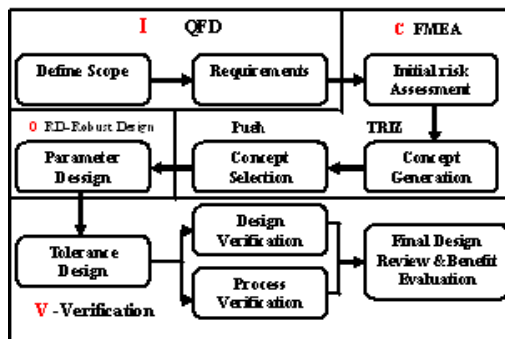 I QFD
C FMEA
Define Scope
Requirements
Initial risk
Assessment
O RD-Robust Design
Push
TRIZ
Parameter
Dessign
Concept
Selection
Concept
Generation
Tolerance
Design
Design
Verification
Process
Verification
Final Design
Review & Benefit
Evaluation
V - Verification